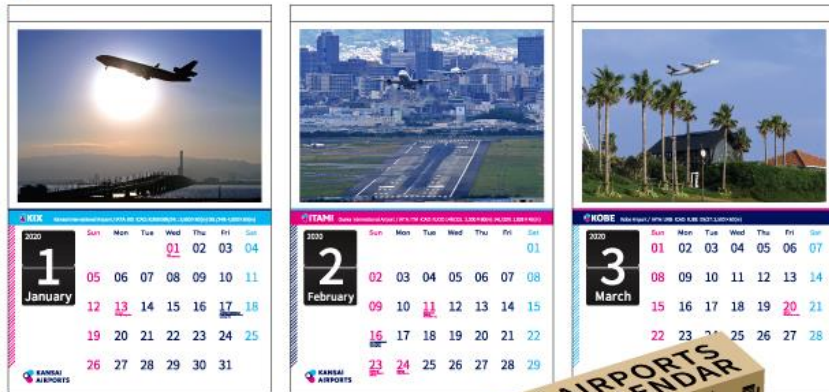 KIX
2020
1
January
Sun Mon Tue Wed Thu Fri Sat
01 02 03 04
05 06 07 08 09 10 11
12 13 14 15 16 17 18
19 20 21 22 23 24 25
26 27 28 29 30 31
KANSAI
AIRPORTS
ITAMI
2020
2
February
Sun Mon Tue Wed Thu Fri Sat
01
02 03 04 05 06 07 08
09 10 11 12 13 14 15
16 17 18 19 20 21 22
23 24 25 26 27 28 29
KANSAI
AIRPORTS
KOBE
2020
3
March
Sun Mon Tue Wed Thu Fri Sat
01 02 03 04 05 06 07
08 09 10 11 12 13 14
15 16 17 18 19 20 21
22 23 27 28
KANSAI
AIRPORTS
AIRPORTS